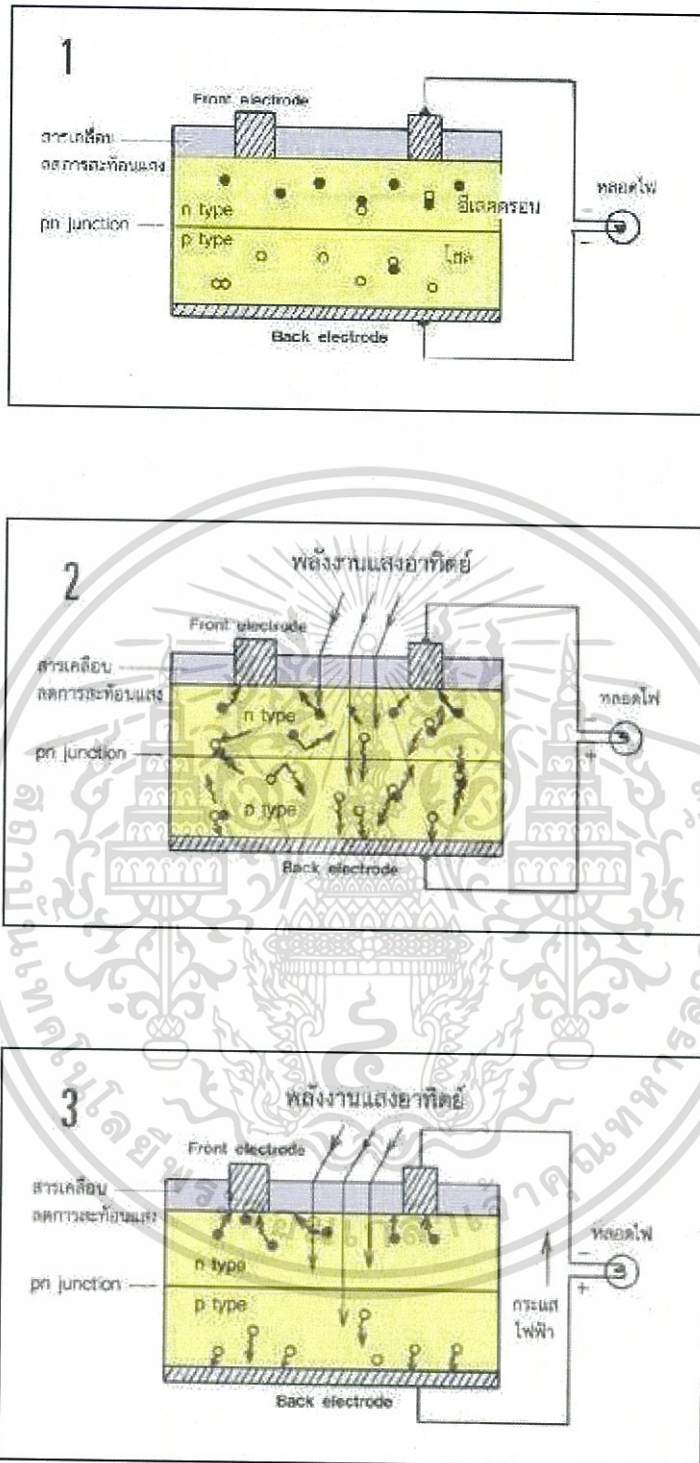 1
Front electrode
สารเคลือบ
ลดการสะท้อนแสง
หลอดไฟ
n type
อิเลคตรอน
pn junction
p type
โฮล
Back electrode
2
พลังงานแสงอาทิตย์
Front electrode
สารเคลือบ
ลดการสะท้อนแสง
n type
หลอดไฟ
−
pn junction
+
p type
Back electrode
3
พลังงานแสงอาทิตย์
Front electrode
สารเคลือบ
ลดการสะท้อนแสง
หลอดไฟ
n type
−
pn junction
+
p type
กระแส
ไฟฟ้า
Back electrode